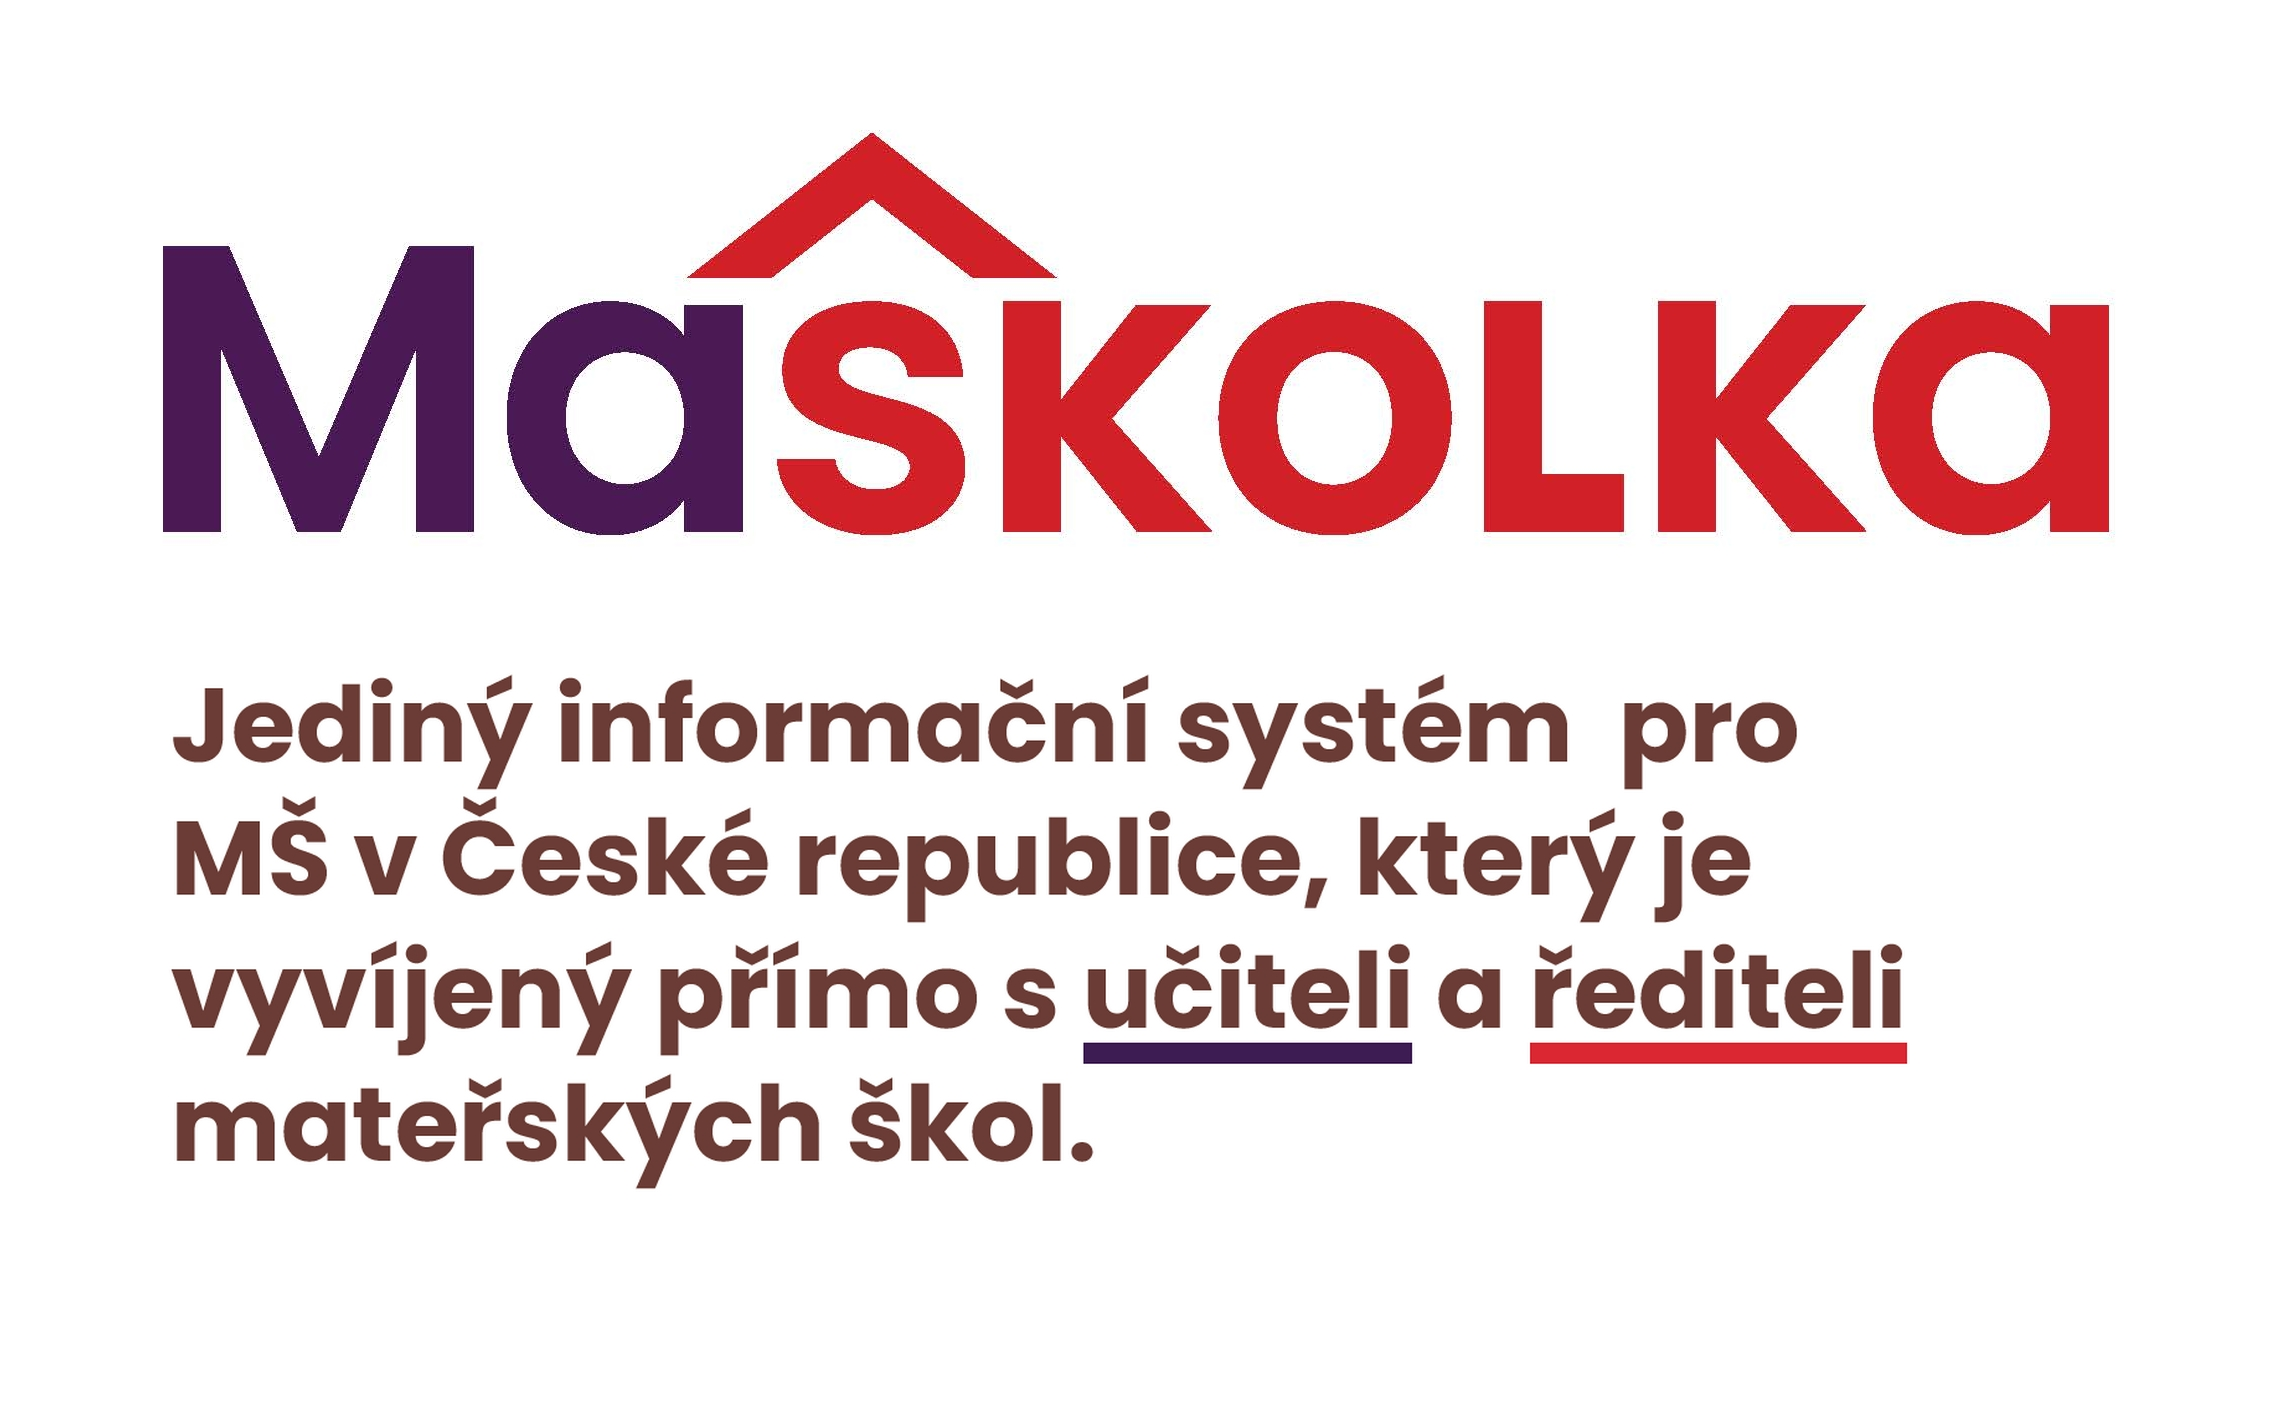 Maškolka
Jediný informační systém pro
MŠ v České republice, který je
vyvíjený přímo s učiteli a řediteli
mateřských škol.